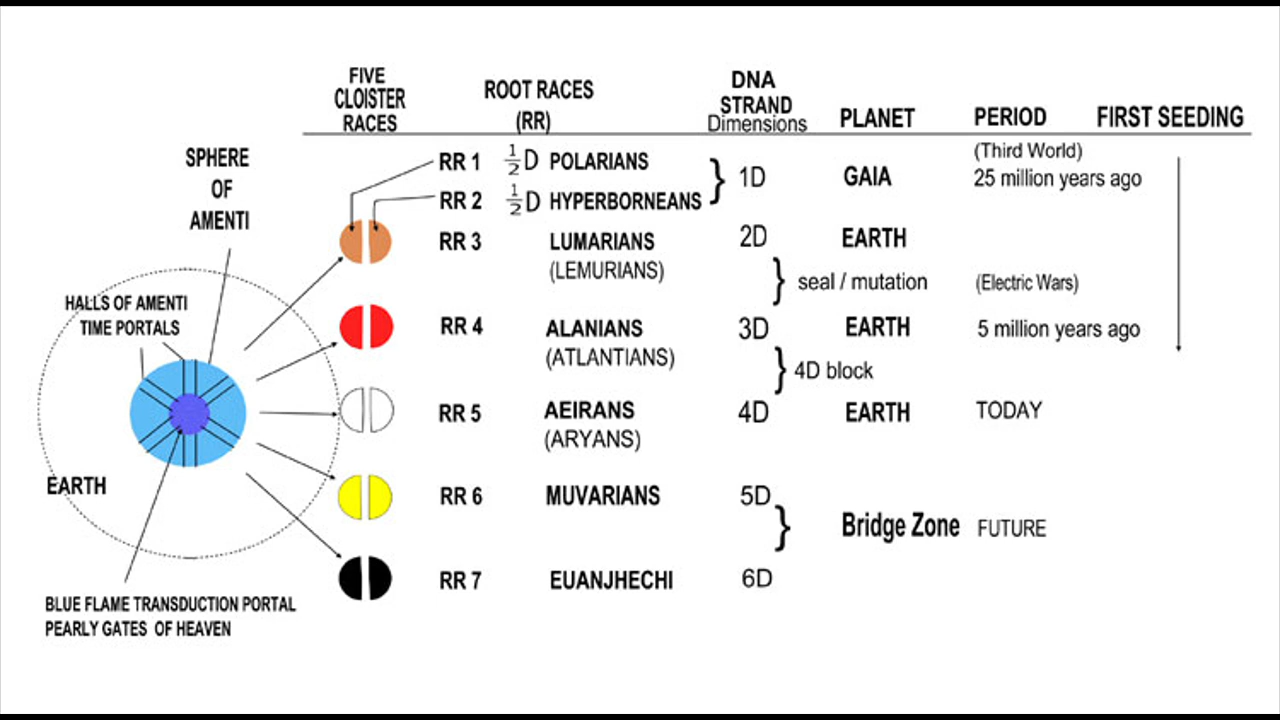 FIVE
CLOISTER
RACES
ROOT RACES
(RR)
DNA
STRAND
Dimensions
PLANET
PERIOD
FIRST SEEDING
SPHERE
OF
AMENTI
HALLS OF AMENTI
TIME PORTALS
EARTH
BLUE FLAME TRANSDUCTION PORTAL
PEARLY GATES OF HEAVEN
RR 1 ½D POLARIANS
RR 2 ½D HYPERBORNEANS
} 1D GAIA
(Third World)
25 million years ago
RR 3 LUMARIANS 2D EARTH
(LEMURIANS)
} seal / mutation (Electric Wars)
RR 4 ALANIANS 3D EARTH 5 million years ago
(ATLANTIANS)
} 4D block
RR 5 AEIRANS 4D EARTH TODAY
(ARYANS)
RR 6 MUVARIANS 5D
} Bridge Zone FUTURE
RR 7 EUANJHECHI 6D